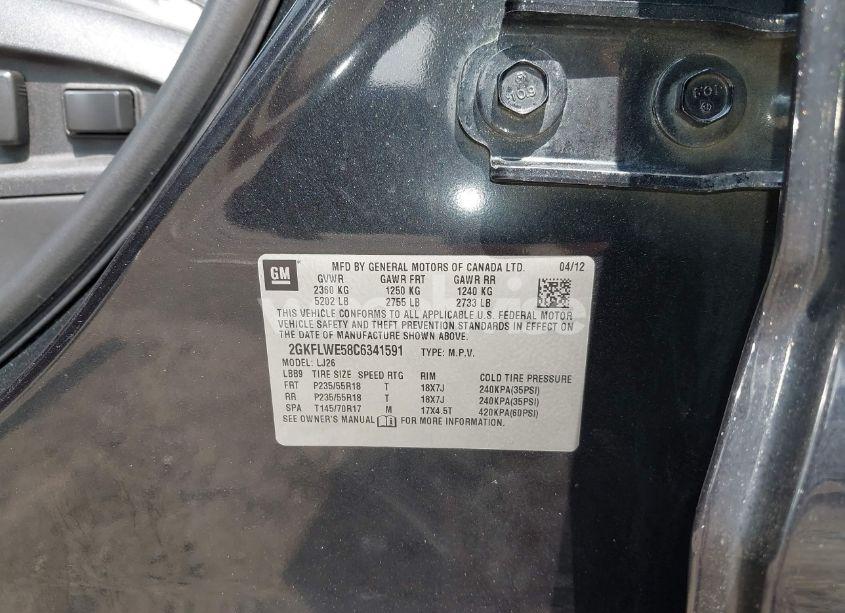 GM
MFD BY GENERAL MOTORS OF CANADA LTD. 04/12
GVWR GAWR FRT GAWR RR
2360 KG 1250 KG 1240 KG
5202 LB 2755 LB 2733 LB
THIS VEHICLE CONFORMS TO ALL APPLICABLE U.S. FEDERAL MOTOR
VEHICLE SAFETY AND THEFT PREVENTION STANDARDS IN EFFECT ON
THE DATE OF MANUFACTURE SHOWN ABOVE.
2GKFLWE58C6341591 TYPE: M.P.V.
MODEL: LJ26
LBB9 TIRE SIZE SPEED RTG RIM COLD TIRE PRESSURE
FRT P235/55R18 T 18X7J 240KPA(35PSI)
RR P235/55R18 T 18X7J 240KPA(35PSI)
SPA T145/70R17 M 17X4.5T 420KPA(60PSI)
SEE OWNER'S MANUAL FOR MORE INFORMATION.